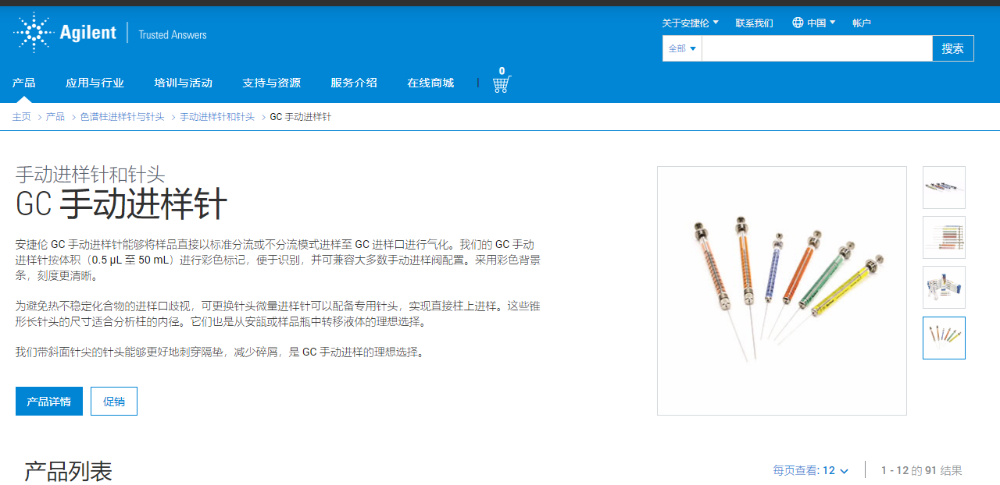 Agilent | Trusted Answers
关于安捷伦 联系我们 中国 帐户
全部 搜索
产品 应用与行业 培训与活动 支持与资源 服务介绍 在线商城 0
主页 > 产品 > 色谱柱进样针与针头 > 手动进样针和针头 > GC 手动进样针
手动进样针和针头
GC 手动进样针
安捷伦 GC 手动进样针能够将样品直接以标准分流或不分流模式进样至 GC 进样口进行气化。我们的 GC 手动
进样针按体积（0.5 µL 至 50 mL）进行彩色标记，便于识别，并可兼容大多数手动进样阀配置。采用彩色背景
条，刻度更清晰。
为避免热不稳定化合物的进样口歧视，可更换针头微量进样针可以配备专用针头，实现直接柱上进样。这些锥
形长针头的尺寸适合分析柱的内径。它们也是从安瓿或样品瓶中转移液体的理想选择。
我们带斜面针尖的针头能够更好地刺穿隔垫，减少碎屑，是 GC 手动进样的理想选择。
产品详情 促销
产品列表
每页查看: 12 1 - 12 的 91 结果